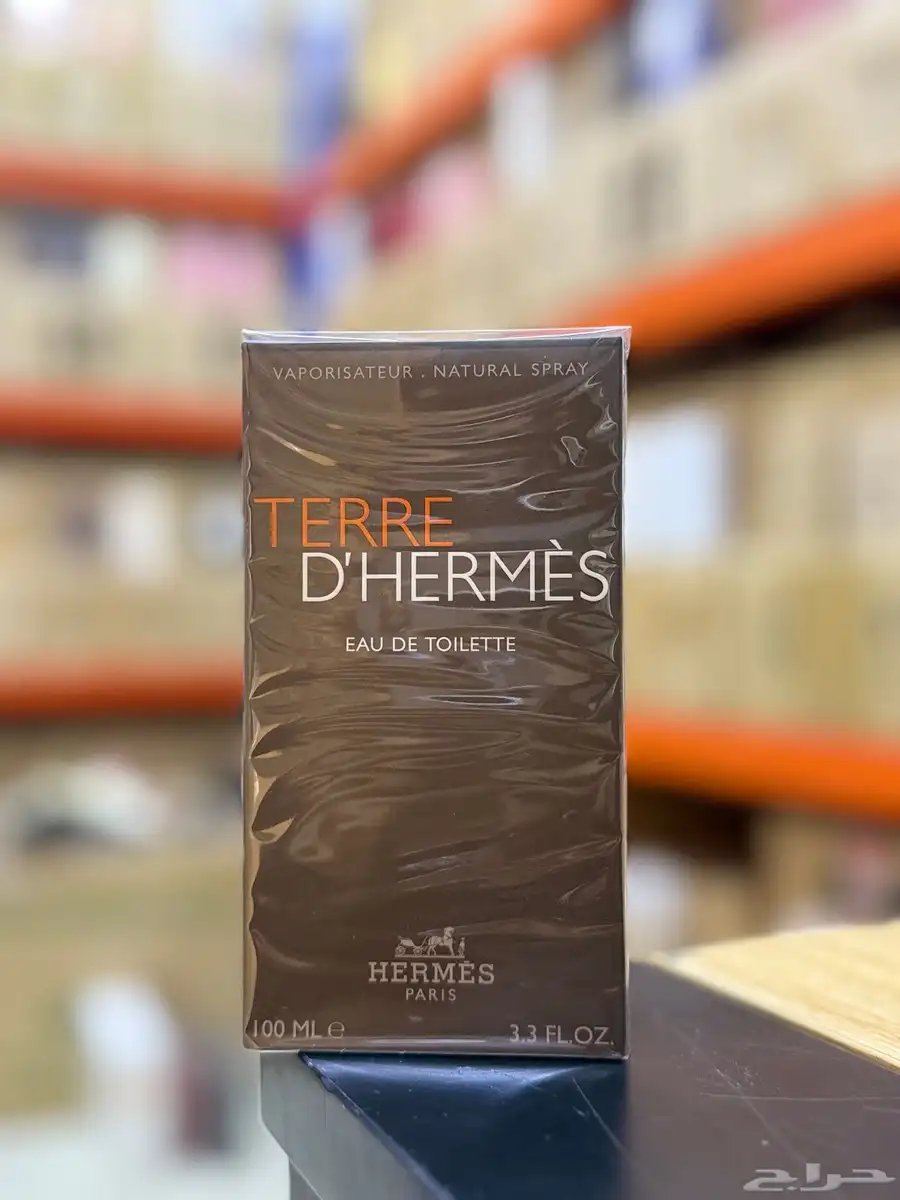 VAPORISATEUR . NATURAL SPRAY
TERRE
D'HERMÈS
EAU DE TOILETTE
HERMÈS
PARIS
100 ML e
3.3 FL.OZ.
حراج